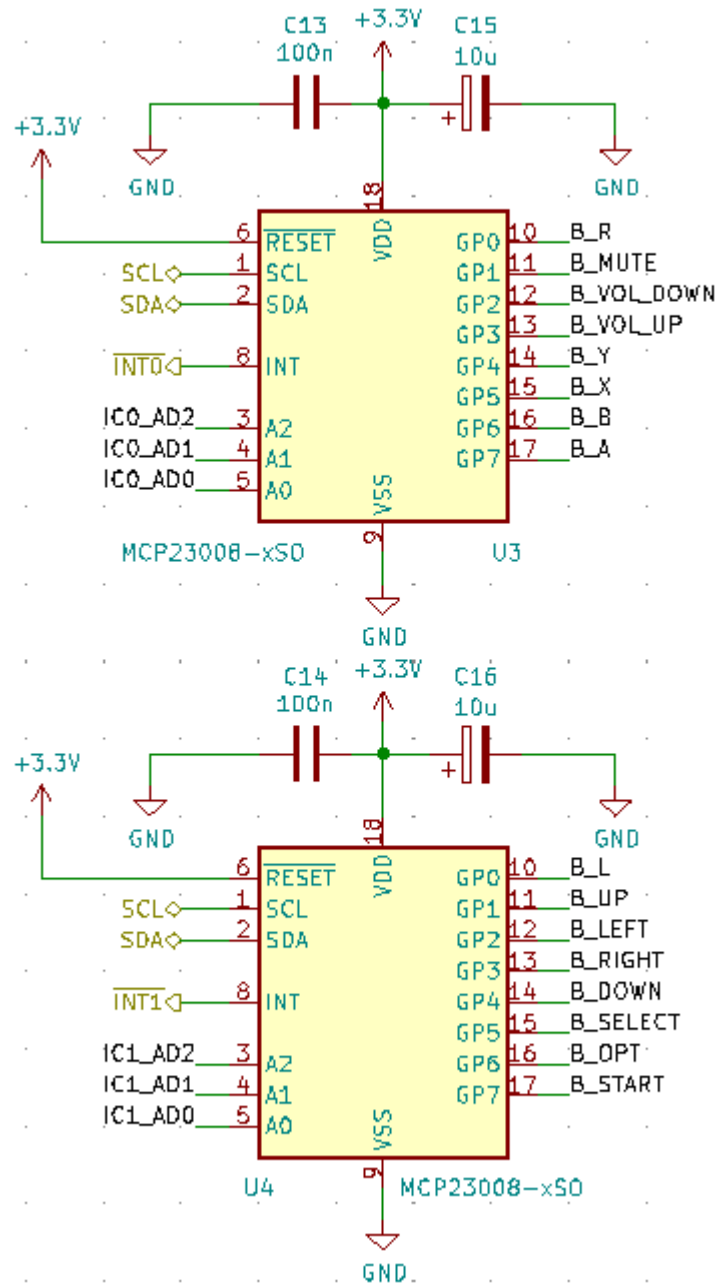 C13 +3.3V C15
100n 10u
+3.3V
+
GND GND
18
6 RESET VDD GP0 10 B_R
SCL 1 SCL GP1 11 B_MUTE
SDA 2 SDA GP2 12 B_VOL_DOWN
GP3 13 B_VOL_UP
INT0 8 INT GP4 14 B_Y
GP5 15 B_X
IC0_AD2 3 A2 GP6 16 B_B
IC0_AD1 4 A1 GP7 17 B_A
IC0_AD0 5 A0 VSS
9
MCP23008-xSO U3
GND
C14 +3.3V C16
100n 10u
+3.3V
+
GND GND
18
6 RESET VDD GP0 10 B_L
SCL 1 SCL GP1 11 B_UP
SDA 2 SDA GP2 12 B_LEFT
GP3 13 B_RIGHT
INT1 8 INT GP4 14 B_DOWN
GP5 15 B_SELECT
IC1_AD2 3 A2 GP6 16 B_OPT
IC1_AD1 4 A1 GP7 17 B_START
IC1_AD0 5 A0 VSS
9
U4 MCP23008-xSO
GND